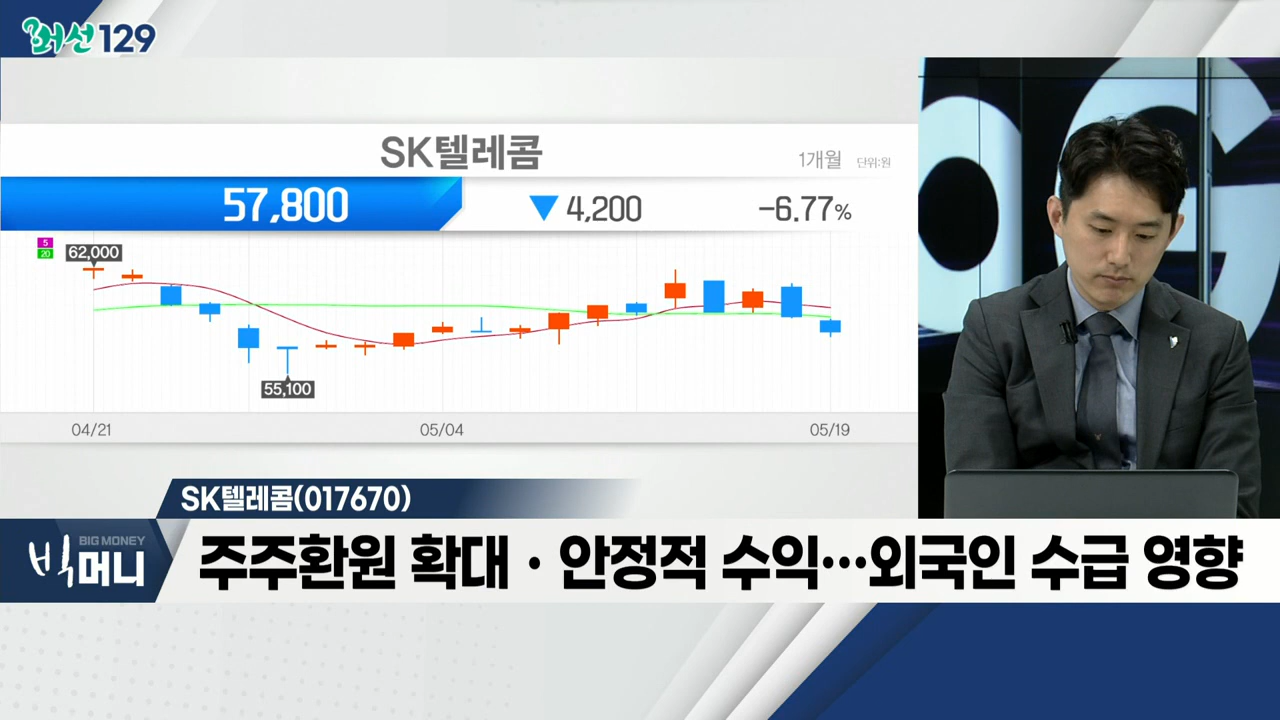 머선129
SK텔레콤
1개월 단위:원
57,800 ▼4,200 -6.77%
5
20
62,000
55,100
04/21 05/04 05/19
SK텔레콤(017670)
BIG MONEY
빅머니
주주환원 확대·안정적 수익…외국인 수급 영향